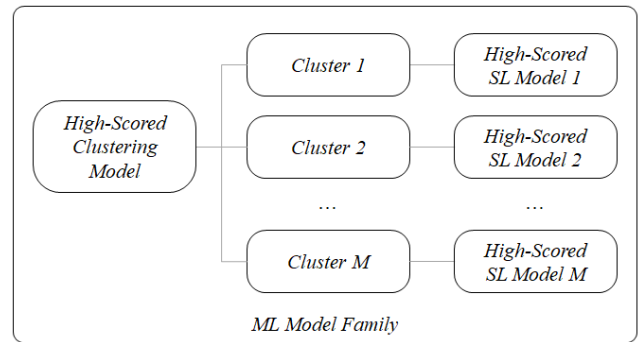 High-Scored
Clustering
Model
Cluster 1
High-Scored
SL Model 1
Cluster 2
High-Scored
SL Model 2
...
...
Cluster M
High-Scored
SL Model M
ML Model Family